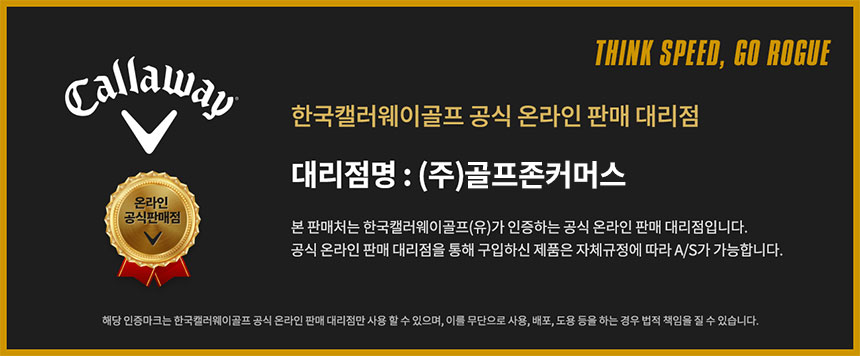 THINK SPEED, GO ROGUE
Callaway
한국캘러웨이골프 공식 온라인 판매 대리점
대리점명 : (주)골프존커머스
온라인
공식판매점
본 판매처는 한국캘러웨이골프(유)가 인증하는 공식 온라인 판매 대리점입니다.
공식 온라인 판매 대리점을 통해 구입하신 제품은 자체규정에 따라 A/S가 가능합니다.
해당 인증마크는 한국캘러웨이골프 공식 온라인 판매 대리점만 사용 할 수 있으며, 이를 무단으로 사용, 배포, 도용 등을 하는 경우 법적 책임을 질 수 있습니다.